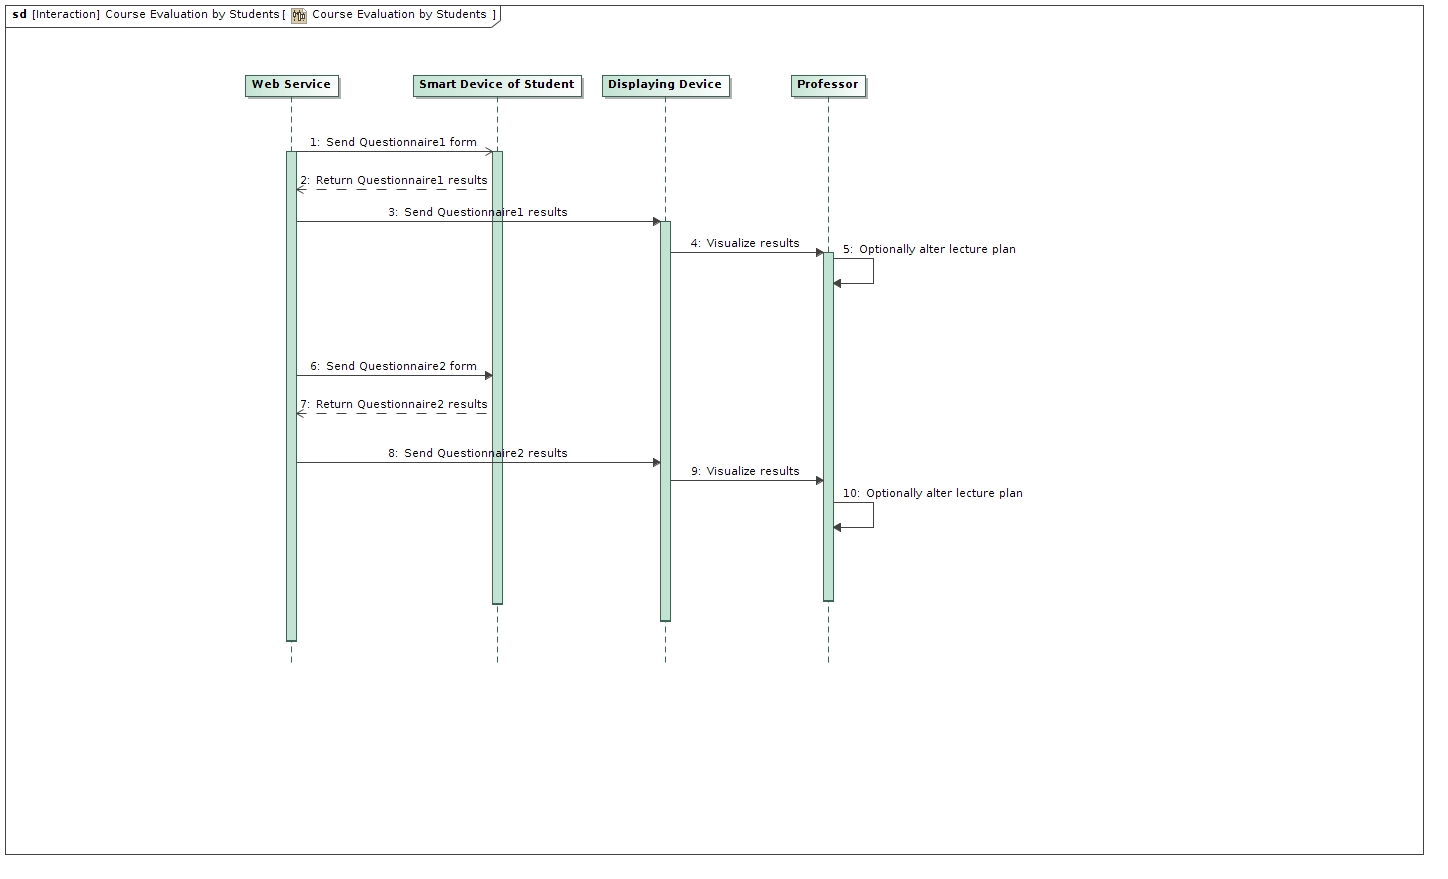 sd [Interaction] Course Evaluation by Students[ Course Evaluation by Students ]
Web Service
Smart Device of Student
Displaying Device
Professor
1: Send Questionnaire1 form
2: Return Questionnaire1 results
3: Send Questionnaire1 results
4: Visualize results
5: Optionally alter lecture plan
6: Send Questionnaire2 form
7: Return Questionnaire2 results
8: Send Questionnaire2 results
9: Visualize results
10: Optionally alter lecture plan